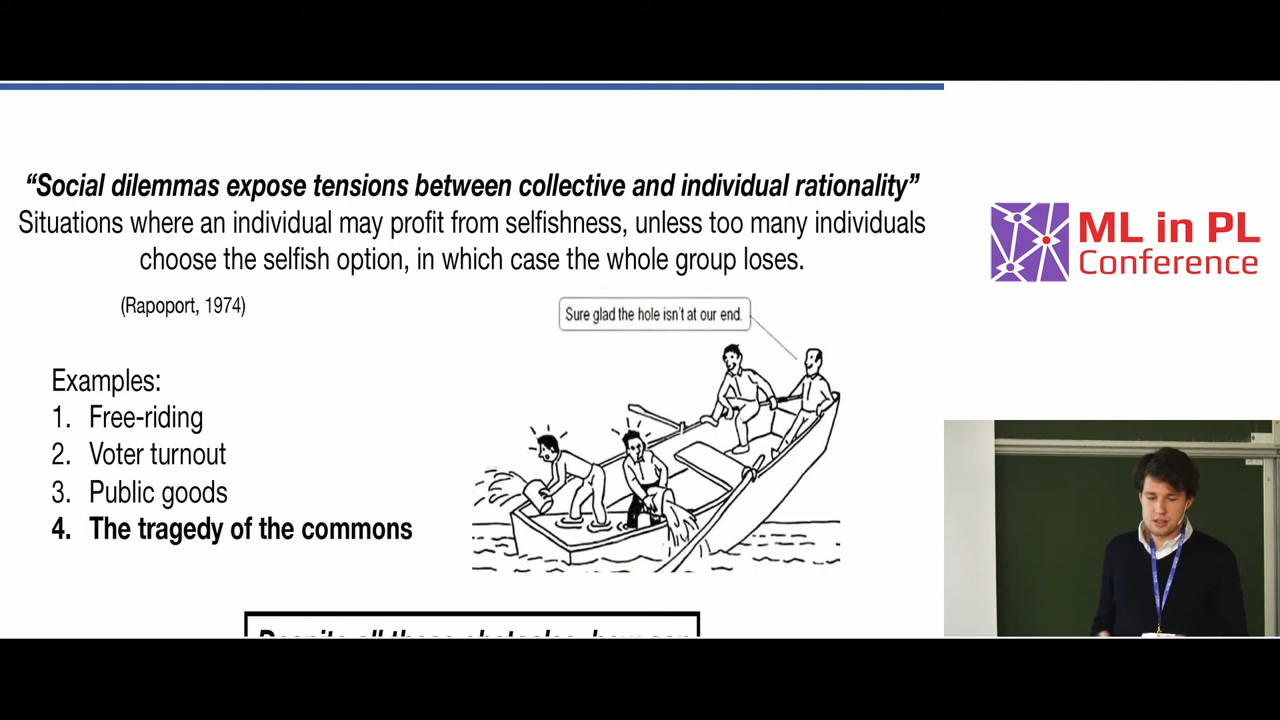 “Social dilemmas expose tensions between collective and individual rationality”
Situations where an individual may profit from selfishness, unless too many individuals
choose the selfish option, in which case the whole group loses.
(Rapoport, 1974)
Sure glad the hole isn't at our end.
Examples:
1. Free-riding
2. Voter turnout
3. Public goods
4. The tragedy of the commons
ML in PL
Conference